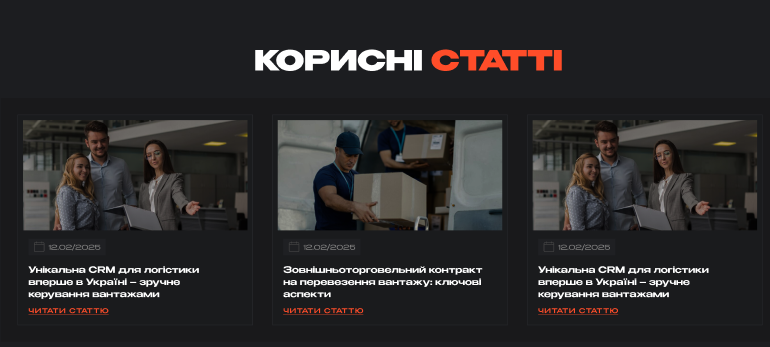 КОРИСНІ СТАТТІ
12.02/2025
Унікальна CRM для логістики
вперше в Україні – зручне
керування вантажами
ЧИТАТИ СТАТТЮ
12.02/2025
Зовнішньоторговельний контракт
на перевезення вантажу: ключові
аспекти
ЧИТАТИ СТАТТЮ
12.02/2025
Унікальна CRM для логістики
вперше в Україні – зручне
керування вантажами
ЧИТАТИ СТАТТЮ